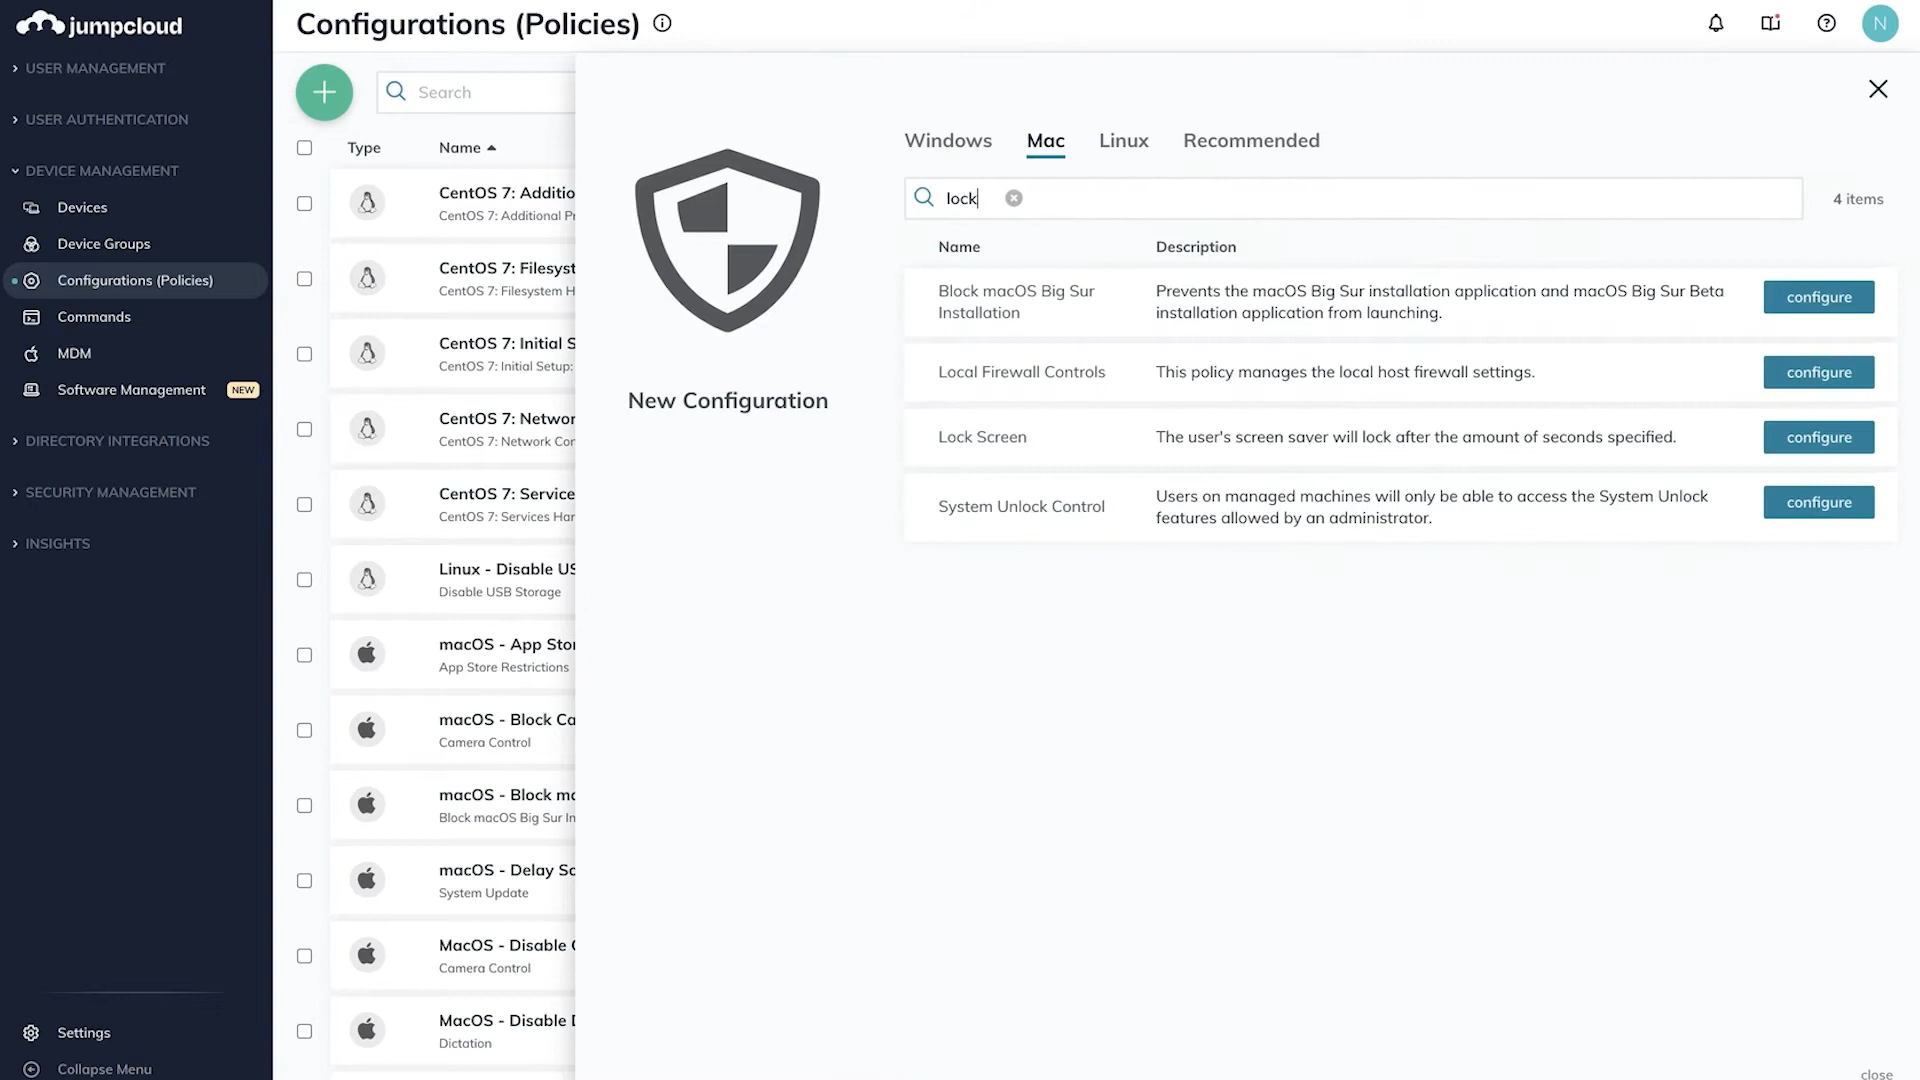 jumpcloud
USER MANAGEMENT
USER AUTHENTICATION
DEVICE MANAGEMENT
Devices
Device Groups
Configurations (Policies)
Commands
MDM
Software Management NEW
DIRECTORY INTEGRATIONS
SECURITY MANAGEMENT
INSIGHTS
Settings
Collapse Menu
Configurations (Policies)
N
Search
Type Name
CentOS 7: Additio
CentOS 7: Additional Pr
CentOS 7: Filesyst
CentOS 7: Filesystem H
CentOS 7: Initial S
CentOS 7: Initial Setup:
CentOS 7: Networ
CentOS 7: Network Con
CentOS 7: Service
CentOS 7: Services Har
Linux - Disable US
Disable USB Storage
macOS - App Stor
App Store Restrictions
macOS - Block Ca
Camera Control
macOS - Block mc
Block macOS Big Sur In
macOS - Delay So
System Update
MacOS - Disable C
Camera Control
MacOS - Disable D
Dictation
New Configuration
Windows Mac Linux Recommended
lock
4 items
Name Description
Block macOS Big Sur Installation
Prevents the macOS Big Sur installation application and macOS Big Sur Beta
installation application from launching.
configure
Local Firewall Controls
This policy manages the local host firewall settings.
configure
Lock Screen
The user's screen saver will lock after the amount of seconds specified.
configure
System Unlock Control
Users on managed machines will only be able to access the System Unlock
features allowed by an administrator.
configure
close